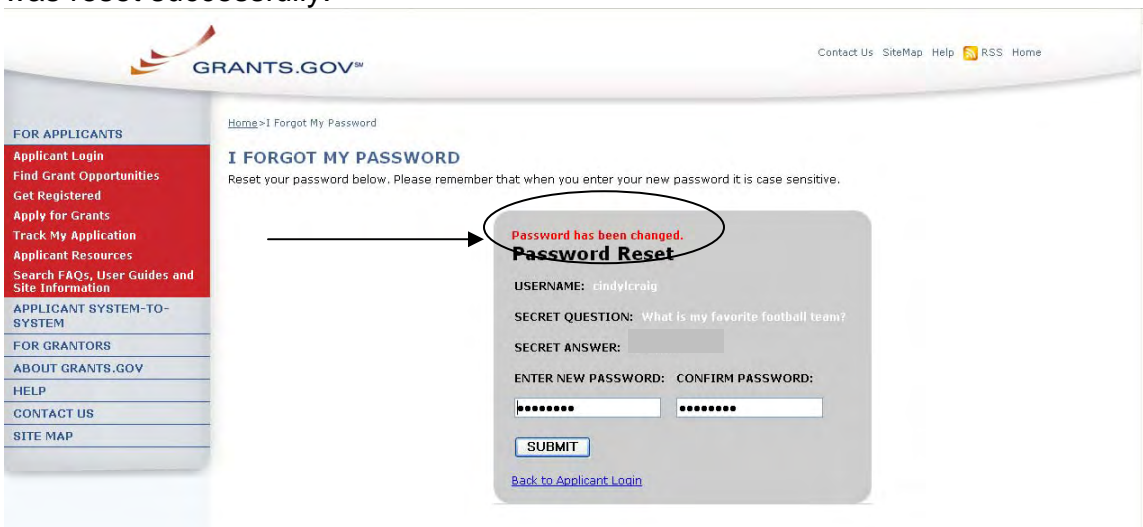 was reset successfully.
GRANTS.GOV℠
Contact Us SiteMap Help RSS Home
Home>I Forgot My Password
FOR APPLICANTS
Applicant Login
Find Grant Opportunities
Get Registered
Apply for Grants
Track My Application
Applicant Resources
Search FAQs, User Guides and
Site Information
APPLICANT SYSTEM-TO-
SYSTEM
FOR GRANTORS
ABOUT GRANTS.GOV
HELP
CONTACT US
SITE MAP
I FORGOT MY PASSWORD
Reset your password below. Please remember that when you enter your new password it is case sensitive.
Password has been changed.
Password Reset
USERNAME: cindylcraig
SECRET QUESTION: What is my favorite football team?
SECRET ANSWER:
ENTER NEW PASSWORD: CONFIRM PASSWORD:
•••••••• ••••••••
SUBMIT
Back to Applicant Login